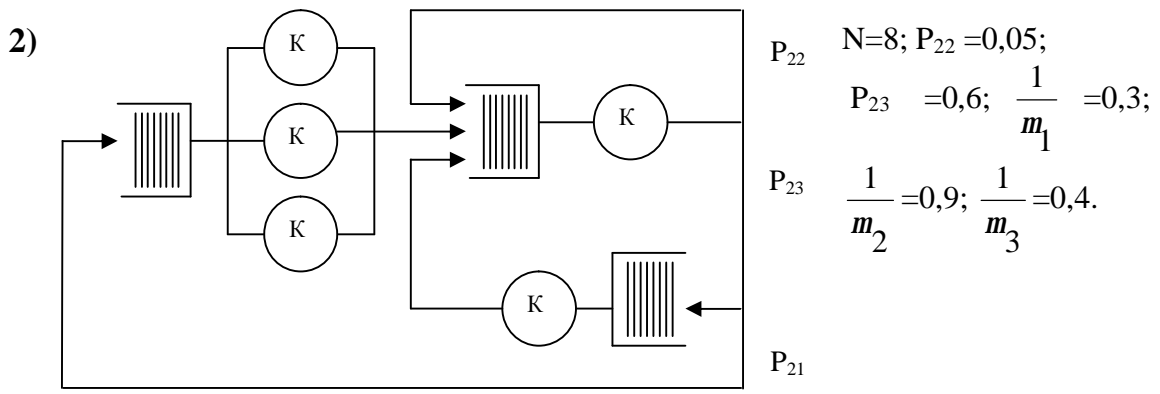 2)
К
К
К
К
К
P22
P23
P21
N=8; P22 =0,05;
P23 =0,6; 1/m1 =0,3;
1/m2 =0,9; 1/m3 =0,4.